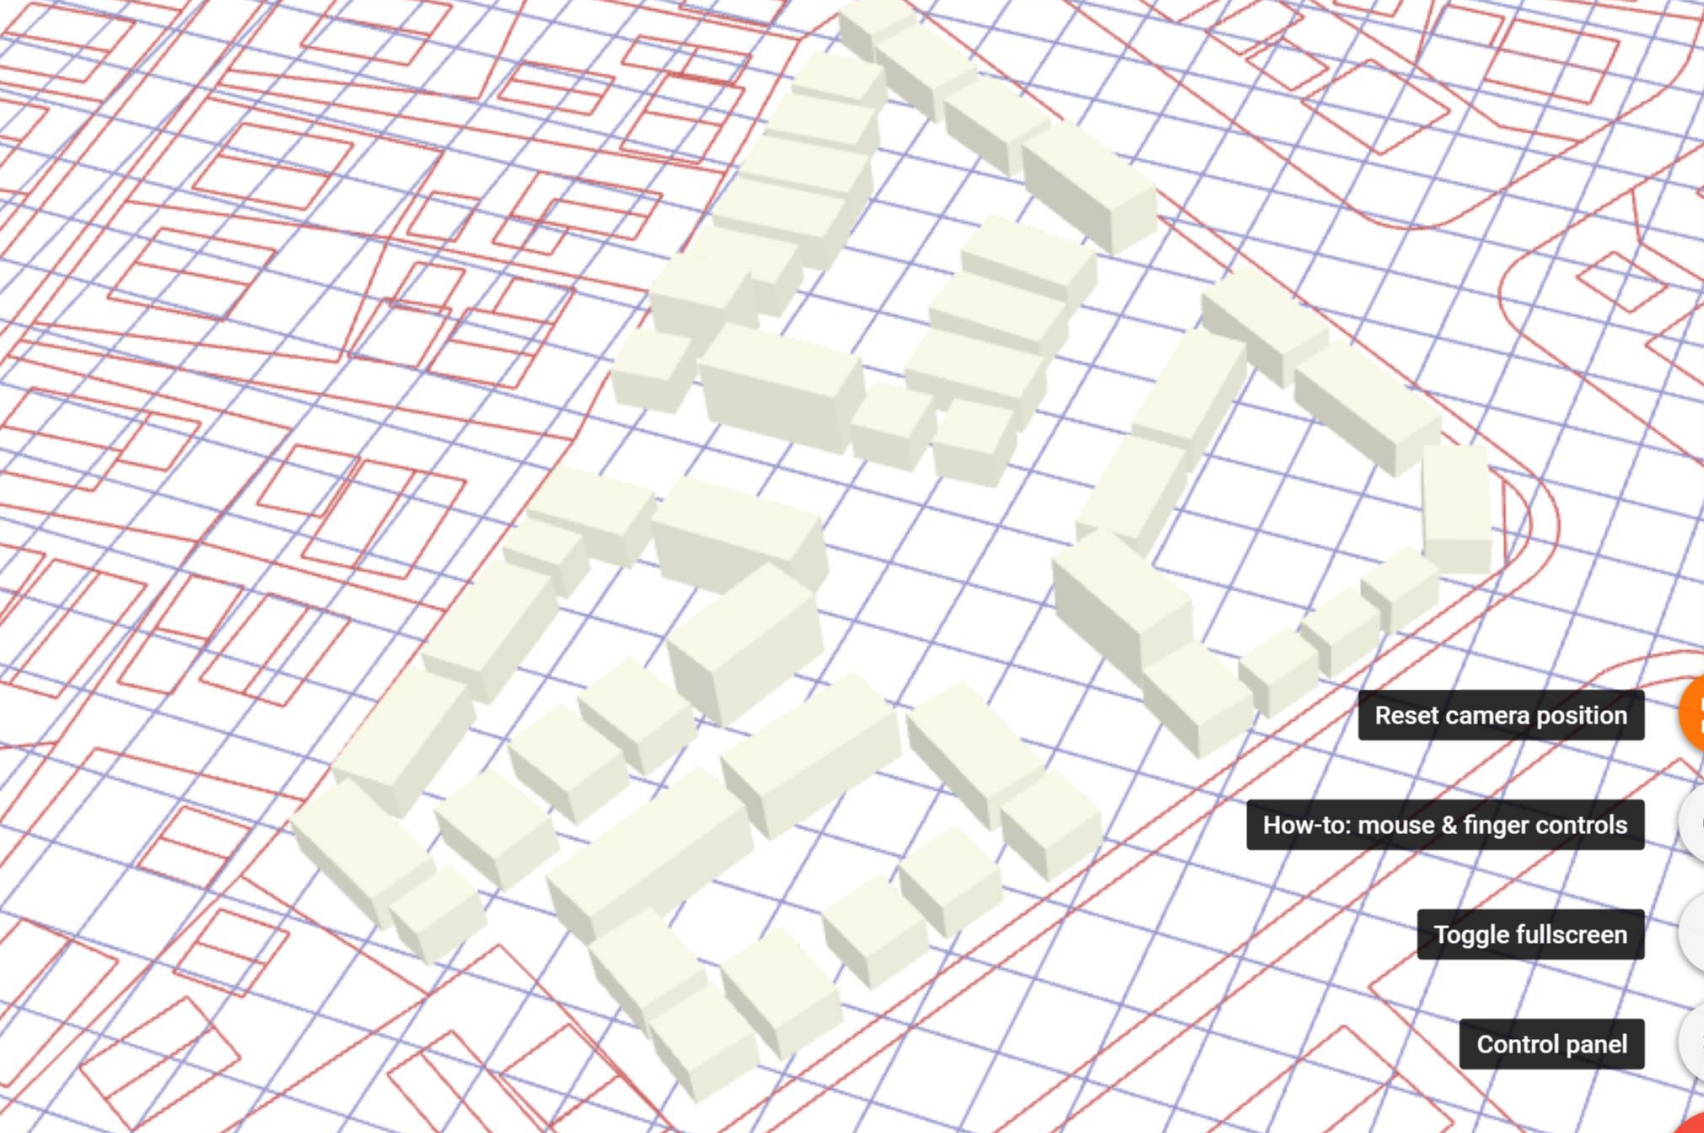 Reset camera position
How-to: mouse & finger controls
Toggle fullscreen
Control panel